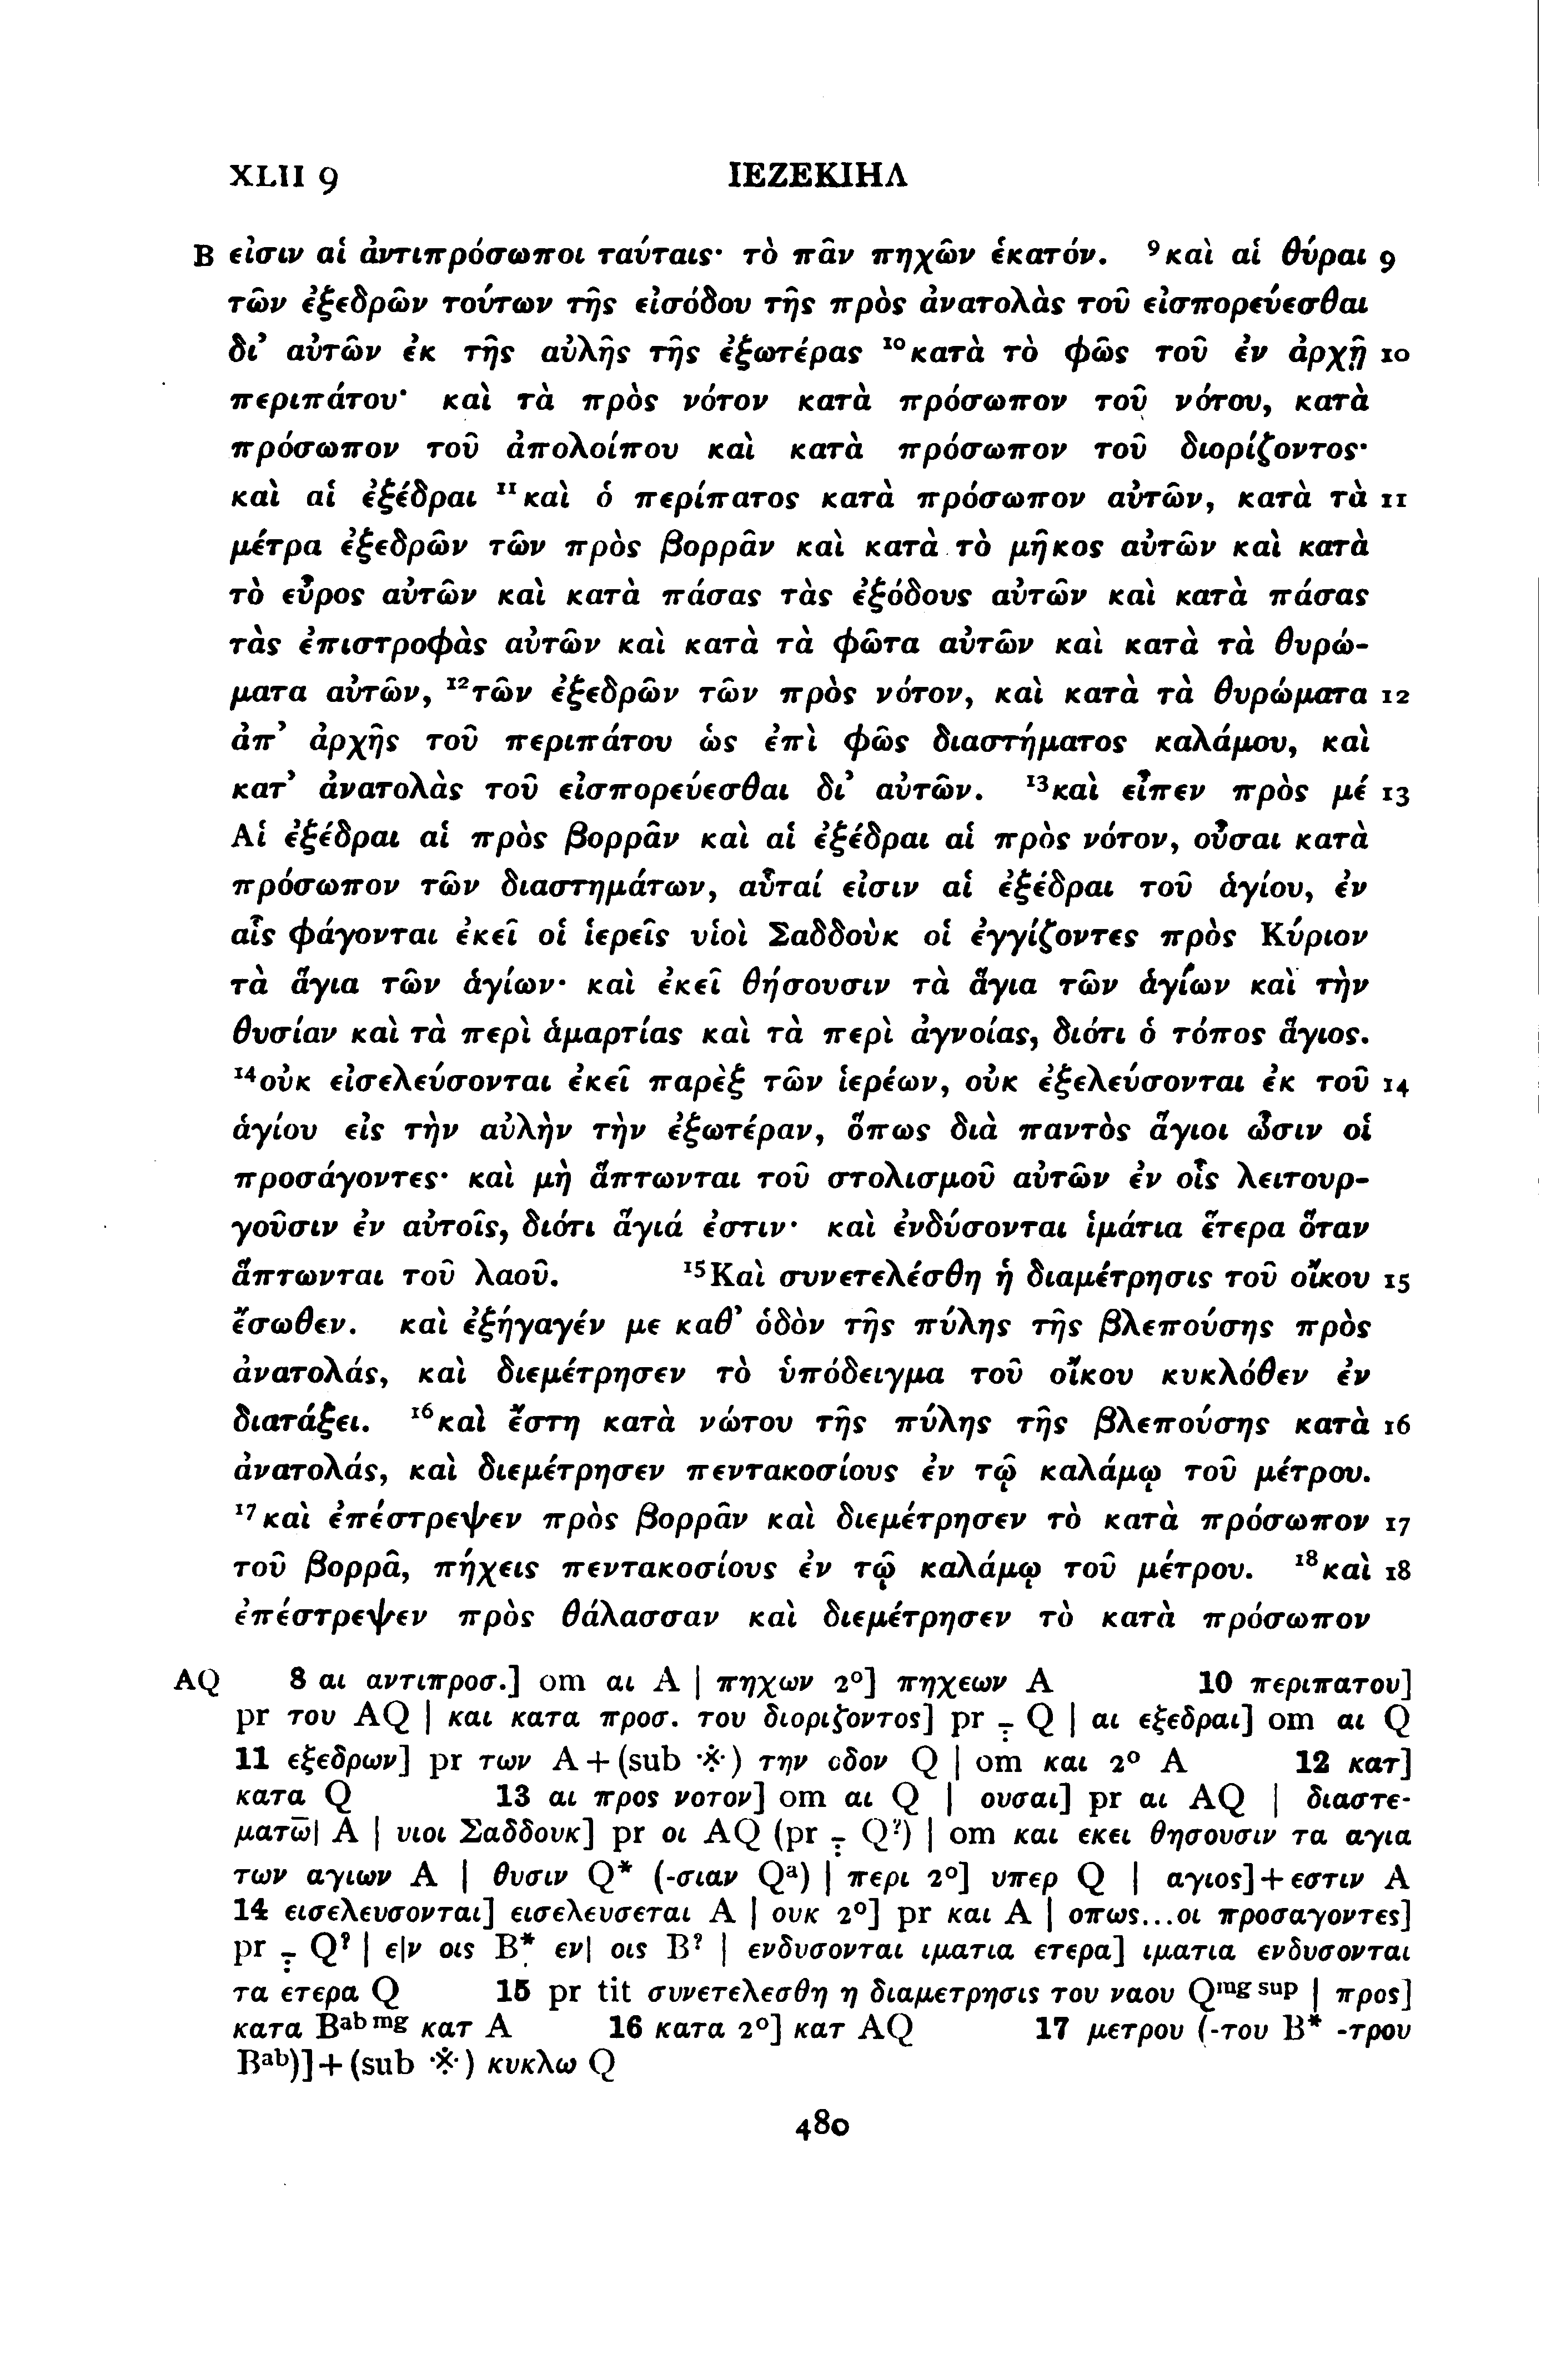 XLII 9 ΙΕΖΕΚΙΗΛ
B εἰσιν αἱ ἀντιπρόσωποι ταύταις· τὸ πᾶν πηχῶν ἑκατόν. ⁹καὶ αἱ θύραι 9
τῶν ἐξεδρῶν τούτων τῆς εἰσόδου τῆς πρὸς ἀνατολὰς τοῦ εἰσπορεύεσθαι
δι’ αὐτῶν ἐκ τῆς αὐλῆς τῆς ἐξωτέρας ¹⁰κατὰ τὸ φῶς τοῦ ἐν ἀρχῇ 10
περιπάτου· καὶ τὰ πρὸς νότον κατὰ πρόσωπον τοῦ νότου, κατὰ
πρόσωπον τοῦ ἀπολοίπου καὶ κατὰ πρόσωπον τοῦ διορίζοντος·
καὶ αἱ ἐξέδραι ¹¹καὶ ὁ περίπατος κατὰ πρόσωπον αὐτῶν, κατὰ τὰ 11
μέτρα ἐξεδρῶν τῶν πρὸς βορρᾶν καὶ κατὰ τὸ μῆκος αὐτῶν καὶ κατὰ
τὸ εὖρος αὐτῶν καὶ κατὰ πάσας τὰς ἐξόδους αὐτῶν καὶ κατὰ πάσας
τὰς ἐπιστροφὰς αὐτῶν καὶ κατὰ τὰ φῶτα αὐτῶν καὶ κατὰ τὰ θυρώ-
ματα αὐτῶν, ¹²τῶν ἐξεδρῶν τῶν πρὸς νότον, καὶ κατὰ τὰ θυρώματα 12
ἀπ’ ἀρχῆς τοῦ περιπάτου ὡς ἐπὶ φῶς διαστήματος καλάμου, καὶ
κατ’ ἀνατολὰς τοῦ εἰσπορεύεσθαι δι’ αὐτῶν. ¹³καὶ εἶπεν πρὸς μέ 13
Αἱ ἐξέδραι αἱ πρὸς βορρᾶν καὶ αἱ ἐξέδραι αἱ πρὸς νότον, οὖσαι κατὰ
πρόσωπον τῶν διαστημάτων, αὗταί εἰσιν αἱ ἐξέδραι τοῦ ἁγίου, ἐν
αἷς φάγονται ἐκεῖ οἱ ἱερεῖς υἱοὶ Σαδδοὺκ οἱ ἐγγίζοντες πρὸς Κύριον
τὰ ἅγια τῶν ἁγίων· καὶ ἐκεῖ θήσουσιν τὰ ἅγια τῶν ἁγίων καὶ τὴν
θυσίαν καὶ τὰ περὶ ἁμαρτίας καὶ τὰ περὶ ἀγνοίας, διότι ὁ τόπος ἅγιος.
¹⁴οὐκ εἰσελεύσονται ἐκεῖ παρὲξ τῶν ἱερέων, οὐκ ἐξελεύσονται ἐκ τοῦ 14
ἁγίου εἰς τὴν αὐλὴν τὴν ἐξωτέραν, ὅπως διὰ παντὸς ἅγιοι ὦσιν οἱ
προσάγοντες· καὶ μὴ ἅπτωνται τοῦ στολισμοῦ αὐτῶν ἐν οἷς λειτουρ-
γοῦσιν ἐν αὐτοῖς, διότι ἅγιά ἐστιν· καὶ ἐνδύσονται ἱμάτια ἕτερα ὅταν
ἅπτωνται τοῦ λαοῦ. ¹⁵Καὶ συνετελέσθη ἡ διαμέτρησις τοῦ οἴκου 15
ἔσωθεν. καὶ ἐξήγαγέν με καθ’ ὁδὸν τῆς πύλης τῆς βλεπούσης πρὸς
ἀνατολάς, καὶ διεμέτρησεν τὸ ὑπόδειγμα τοῦ οἴκου κυκλόθεν ἐν
διατάξει. ¹⁶καὶ ἔστη κατὰ νώτου τῆς πύλης τῆς βλεπούσης κατὰ 16
ἀνατολάς, καὶ διεμέτρησεν πεντακοσίους ἐν τῷ καλάμῳ τοῦ μέτρου.
¹⁷καὶ ἐπέστρεψεν πρὸς βορρᾶν καὶ διεμέτρησεν τὸ κατὰ πρόσωπον 17
τοῦ βορρᾶ, πήχεις πεντακοσίους ἐν τῷ καλάμῳ τοῦ μέτρου. ¹⁸καὶ 18
ἐπέστρεψεν πρὸς θάλασσαν καὶ διεμέτρησεν τὸ κατὰ πρόσωπον
AQ 8 αι αντιπροσ.] om αι A | πηχων 2º] πηχεων A 10 περιπατου]
pr του AQ | και κατα προσ. του διοριζοντος] pr ÷ Q | αι εξεδραι] om αι Q
11 εξεδρων] pr των A + (sub ※) την οδον Q | om και 2º A 12 κατ]
κατα Q 13 αι προς νοτον] om αι Q | ουσαι] pr αι AQ | διαστε-
ματω̄| A | υιοι Σαδδουκ] pr οι AQ (pr ÷ Q?) | om και εκει θησουσιν τα αγια
των αγιων A | θυσιν Q* (-σιαν Qᵃ) | περι 2º] υπερ Q | αγιος] + εστιν A
14 εισελευσονται] εισελευσεται A | ουκ 2º] pr και A | οπως...οι προσαγοντες]
pr ÷ Q? | ε|ν οις B* εν| οις B? | ενδυσονται ιματια ετερα] ιματια ενδυσονται
τα ετερα Q 15 pr tit συνετελεσθη η διαμετρησις του ναου Qᵐᵍ ˢᵘᵖ | προς]
κατα Bᵃᵇ ᵐᵍ κατ A 16 κατα 2º] κατ AQ 17 μετρου (-του B* -τρου
Bᵃᵇ)] + (sub ※) κυκλω Q
480